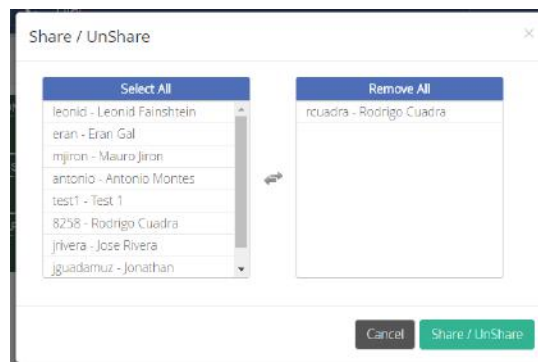 Share / UnShare
×
Select All
leonid - Leonid Fainshtein
eran - Eran Gal
mjiron - Mauro Jiron
antonio - Antonio Montes
test1 - Test 1
8258 - Rodrigo Cuadra
jrivera - Jose Rivera
jguadamuz - Jonathan
Remove All
rcuadra - Rodrigo Cuadra
Cancel
Share / UnShare